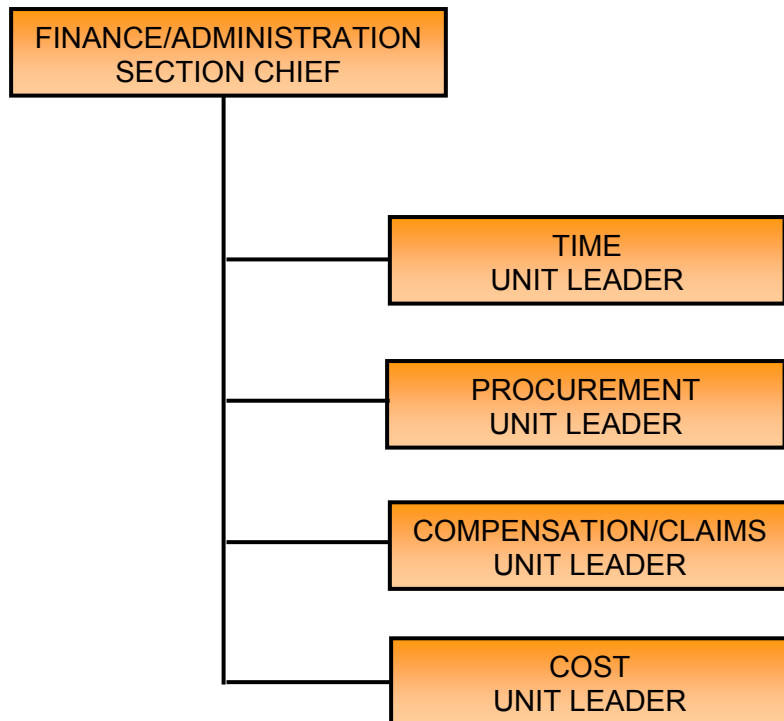 FINANCE/ADMINISTRATION
SECTION CHIEF
TIME
UNIT LEADER
PROCUREMENT
UNIT LEADER
COMPENSATION/CLAIMS
UNIT LEADER
COST
UNIT LEADER